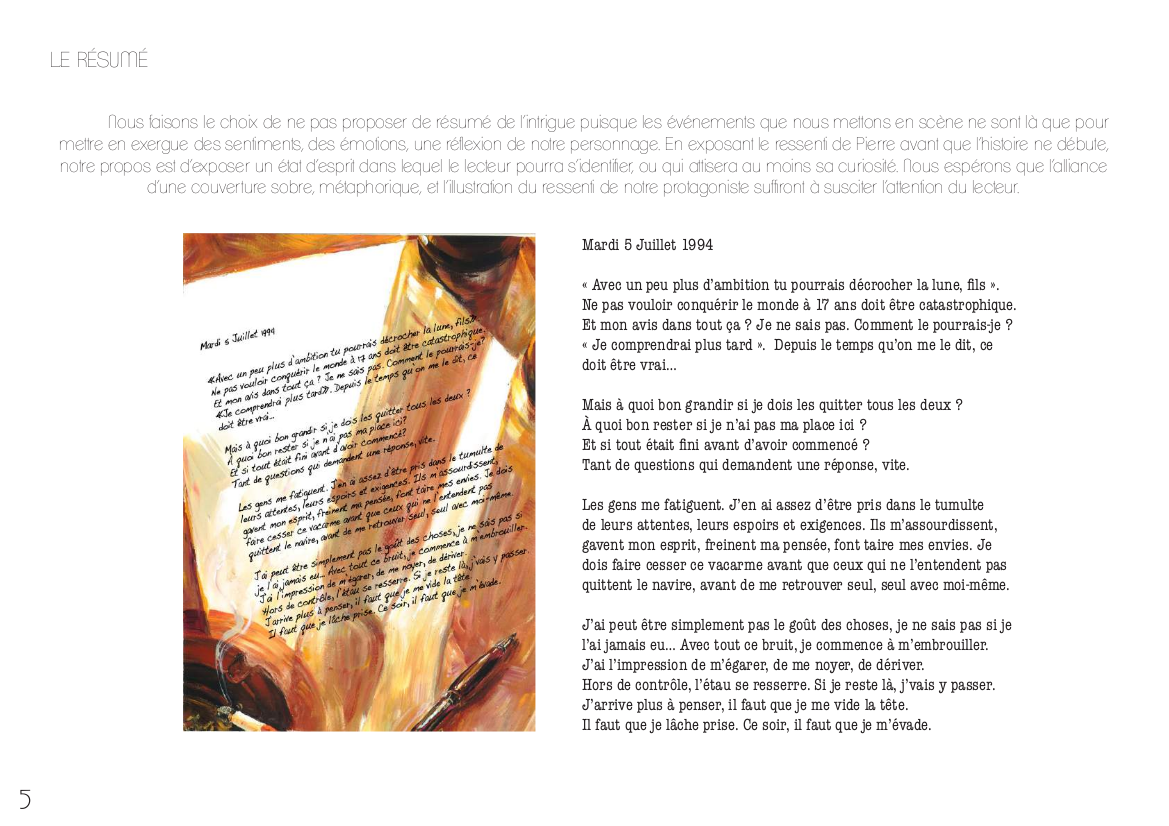 LE RÉSUMÉ
Nous faisons le choix de ne pas proposer de résumé de l'intrigue puisque les événements que nous mettons en scène ne sont là que pour
mettre en exergue des sentiments, des émotions, une réflexion de notre personnage. En exposant le ressenti de Pierre avant que l'histoire ne débute,
notre propos est d'exposer un état d'esprit dans lequel le lecteur pourra s'identifier, ou qui attisera au moins sa curiosité. Nous espérons que l'alliance
d'une couverture sobre, métaphorique, et l'illustration du ressenti de notre protagoniste suffiront à susciter l'attention du lecteur.
Mardi 5 Juillet 1994
«Avec un peu plus d'ambition tu pourrais décrocher la lune, fils».
Ne pas vouloir conquérir le monde à 17 ans doit être catastrophique.
Et mon avis dans tout ça? Je ne sais pas. Comment le pourrais-je?
«Je comprendrai plus tard». Depuis le temps qu'on me le dit, ce
doit être vrai...
Mais à quoi bon grandir si je dois les quitter tous les deux ?
À quoi bon rester si je n'ai pas ma place ici?
Et si tout était fini avant d'avoir commencé?
Tant de questions qui demandent une réponse, vite.
Les gens me fatiguent. J'en ai assez d'être pris dans le tumulte de
leurs attentes, leurs espoirs et exigences. Ils m'assourdissent,
gavent mon esprit, freinent ma pensée, font taire mes envies. Je dois
faire cesser ce vacarme avant que ceux qui ne l'entendent pas
quittent le navire, avant de me retrouver seul, seul avec moi-même.
J'ai peut être simplement pas le goût des choses, je ne sais pas si
je l'ai jamais eu... Avec tout ce bruit, je commence à m'embrouiller.
J'ai l'impression de m'égarer, de me noyer, de dériver.
Hors de contrôle, l'étau se resserre. Si je reste là, j'vais y passer.
J'arrive plus à penser, il faut que je me vide la tête.
Il faut que je lâche prise. Ce soir, il faut que je m'évade.
Mardi 5 Juillet 1994
« Avec un peu plus d'ambition tu pourrais décrocher la lune, fils ».
Ne pas vouloir conquérir le monde à 17 ans doit être catastrophique.
Et mon avis dans tout ça ? Je ne sais pas. Comment le pourrais-je ?
« Je comprendrai plus tard ». Depuis le temps qu'on me le dit, ce
doit être vrai...
Mais à quoi bon grandir si je dois les quitter tous les deux ?
À quoi bon rester si je n'ai pas ma place ici ?
Et si tout était fini avant d'avoir commencé ?
Tant de questions qui demandent une réponse, vite.
Les gens me fatiguent. J'en ai assez d'être pris dans le tumulte
de leurs attentes, leurs espoirs et exigences. Ils m'assourdissent,
gavent mon esprit, freinent ma pensée, font taire mes envies. Je
dois faire cesser ce vacarme avant que ceux qui ne l'entendent pas
quittent le navire, avant de me retrouver seul, seul avec moi-même.
J'ai peut être simplement pas le goût des choses, je ne sais pas si je
l'ai jamais eu... Avec tout ce bruit, je commence à m'embrouiller.
J'ai l'impression de m'égarer, de me noyer, de dériver.
Hors de contrôle, l'étau se resserre. Si je reste là, j'vais y passer.
J'arrive plus à penser, il faut que je me vide la tête.
Il faut que je lâche prise. Ce soir, il faut que je m'évade.
5